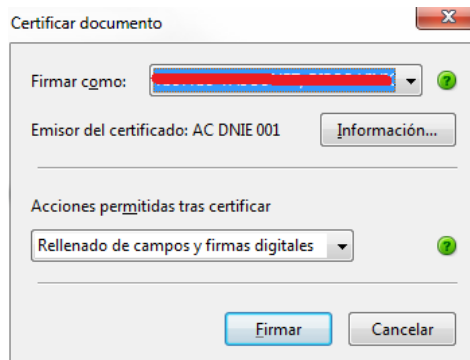 Certificar documento
Firmar como:
Emisor del certificado: AC DNIE 001 Información...
Acciones permitidas tras certificar
Rellenado de campos y firmas digitales
Firmar Cancelar